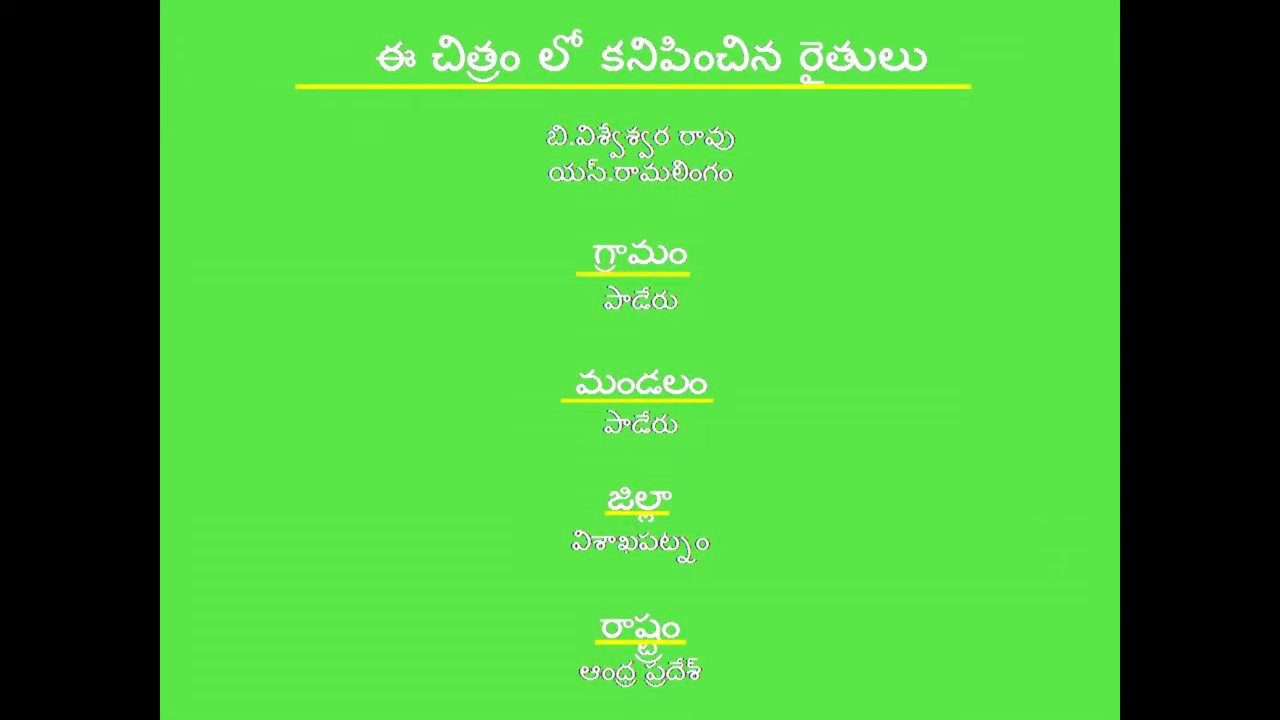 ఈ చిత్రం లో కనిపించిన రైతులు
బి.విశ్వేశ్వర రావు
యస్.రామలింగం
గ్రామం
పాడేరు
మండలం
పాడేరు
జిల్లా
విశాఖపట్నం
రాష్ట్రం
ఆంధ్ర ప్రదేశ్